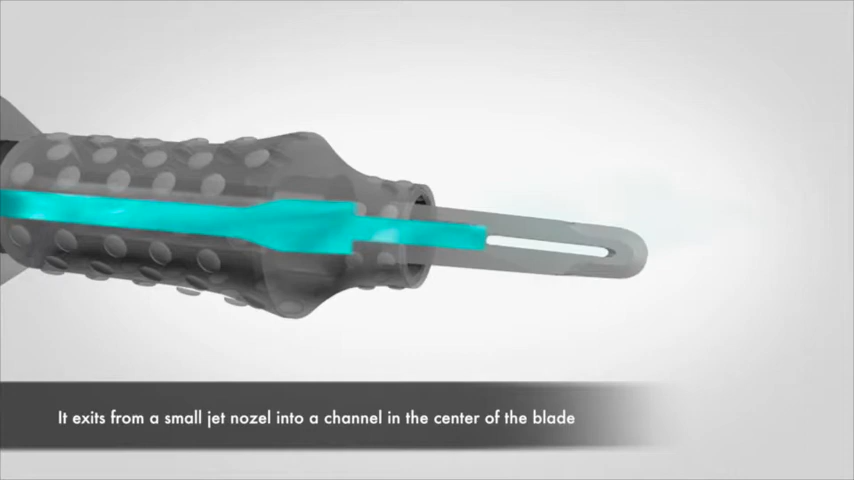 It exits from a small jet nozel into a channel in the center of the blade